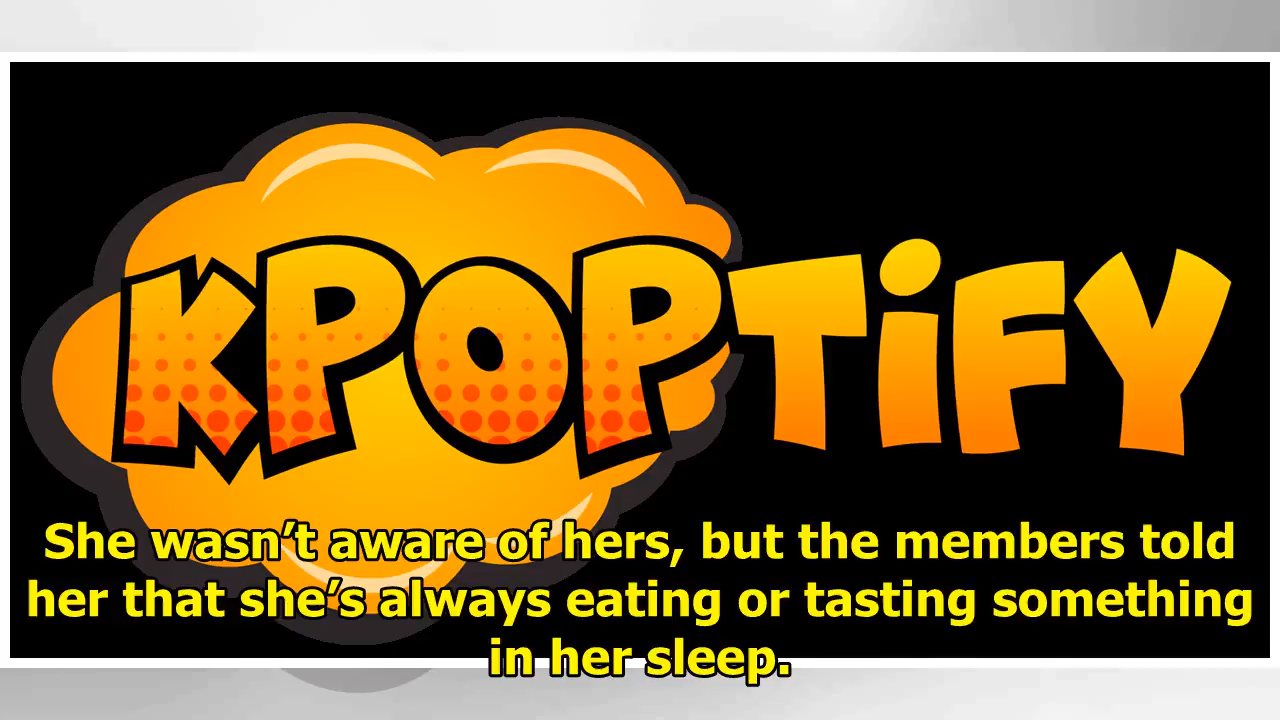 KPOPTiFY
She wasn’t aware of hers, but the members told
her that she’s always eating or tasting something
in her sleep.